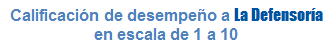 Calificación de desempeño a La Defensoría
en escala de 1 a 10